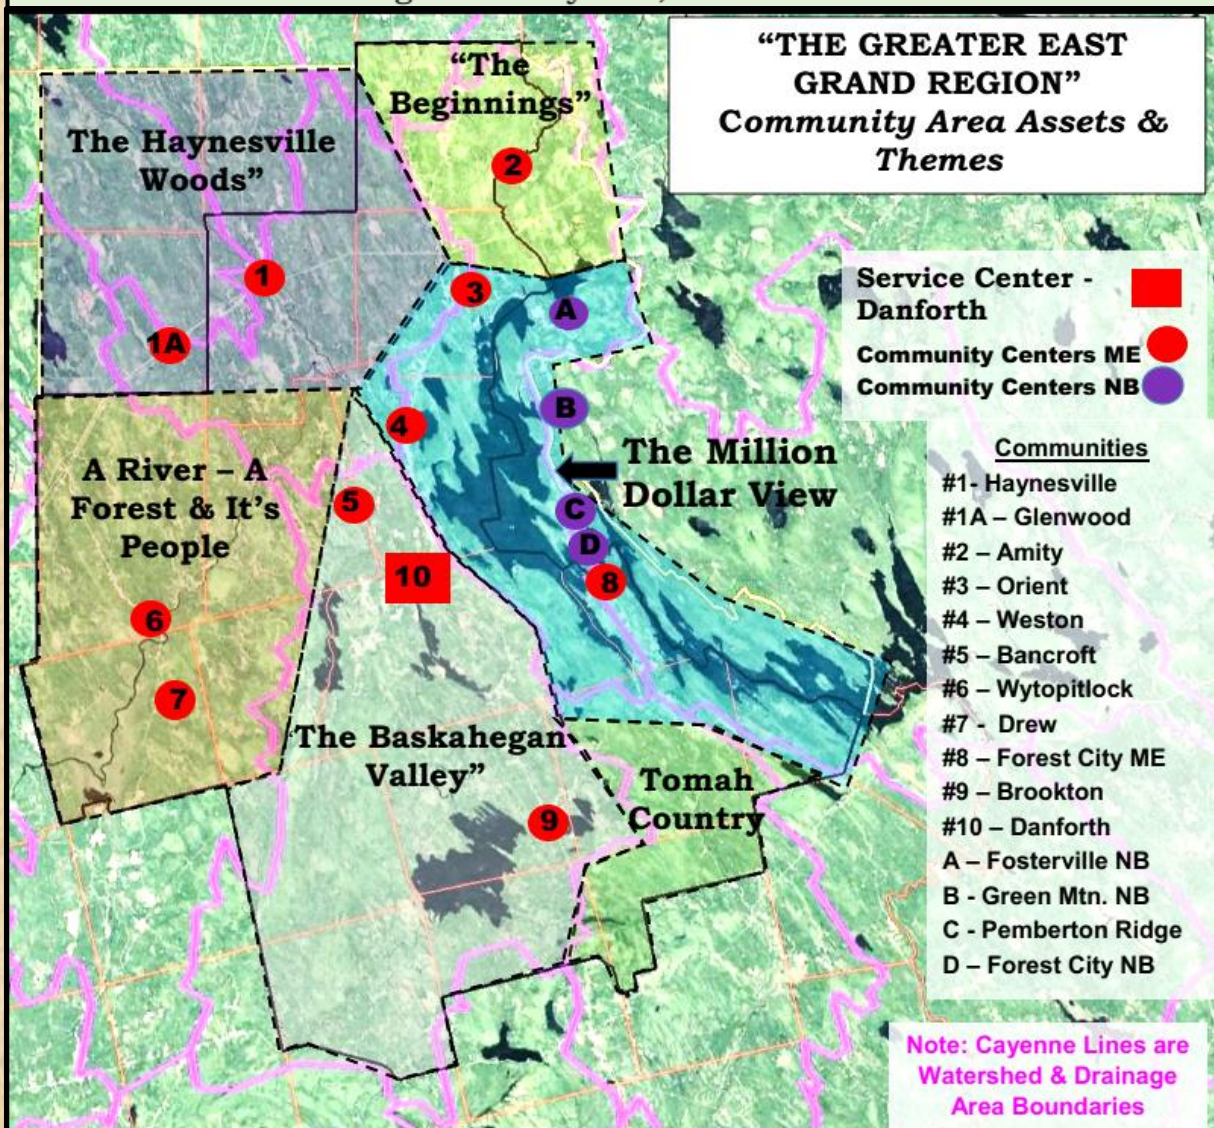 “THE GREATER EAST
GRAND REGION”
Community Area Assets &
Themes
“The
Beginnings”
The Haynesville
Woods”
2
1
1A
3
A
Service Center -
Danforth
Community Centers ME
Community Centers NB
B
4
The Million
Dollar View
A River – A
Forest & It’s
People
5
C
D
10
8
6
7
"The Baskahegan
Valley”
Tomah
Country
9
Communities
#1- Haynesville
#1A – Glenwood
#2 – Amity
#3 – Orient
#4 – Weston
#5 – Bancroft
#6 – Wytopitlock
#7 - Drew
#8 – Forest City ME
#9 – Brookton
#10 – Danforth
A – Fosterville NB
B - Green Mtn. NB
C - Pemberton Ridge
D – Forest City NB
Note: Cayenne Lines are
Watershed & Drainage
Area Boundaries